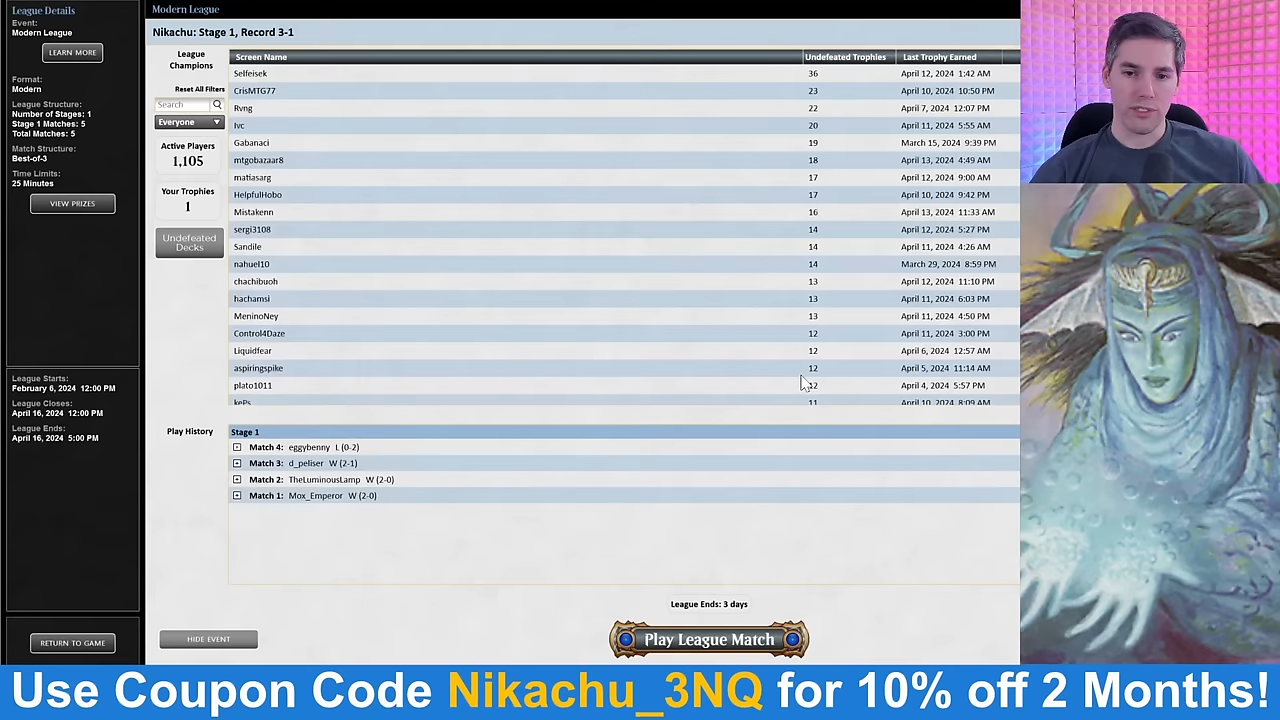 League Details
Event:
Modern League
LEARN MORE
Format:
Modern
League Structure:
Number of Stages: 1
Stage 1 Matches: 5
Total Matches: 5
Match Structure:
Best-of-3
Time Limits:
25 Minutes
VIEW PRIZES
League Starts:
February 6, 2024 12:00 PM
League Closes:
April 16, 2024 12:00 PM
League Ends:
April 16, 2024 5:00 PM
RETURN TO GAME
Modern League
Nikachu: Stage 1, Record 3-1
League
Champions
Reset All Filters
Search
Everyone
Active Players
1,105
Your Trophies
1
Undefeated
Decks
Screen Name Undefeated Trophies Last Trophy Earned
Selfeisek 36 April 12, 2024 1:42 AM
CrisMTG77 23 April 10, 2024 10:50 PM
Rvng 22 April 7, 2024 12:07 PM
lvc 20 April 11, 2024 5:55 AM
Gabanaci 19 March 15, 2024 9:39 PM
mtgobazaar8 18 April 13, 2024 4:49 AM
matiasarg 17 April 12, 2024 9:00 AM
HelpfulHobo 17 April 10, 2024 9:42 PM
Mistakenn 16 April 13, 2024 11:33 AM
sergi3108 14 April 12, 2024 5:27 PM
Sandile 14 April 11, 2024 4:26 AM
nahuel10 14 March 29, 2024 8:59 PM
chachibuoh 13 April 12, 2024 11:10 PM
hachamsi 13 April 11, 2024 6:03 PM
MeninoNey 13 April 11, 2024 4:50 PM
Control4Daze 12 April 11, 2024 3:00 PM
Liquidfear 12 April 6, 2024 12:57 AM
aspiringspike 12 April 5, 2024 11:14 AM
plato1011 12 April 4, 2024 5:57 PM
kePs 11 April 10, 2024 8:09 AM
Play History
Stage 1
Match 4: eggybenny L (0-2)
Match 3: d_peliser W (2-1)
Match 2: TheLuminousLamp W (2-0)
Match 1: Mox_Emperor W (2-0)
League Ends: 3 days
HIDE EVENT
Play League Match
Use Coupon Code Nikachu_3NQ for 10% off 2 Months!